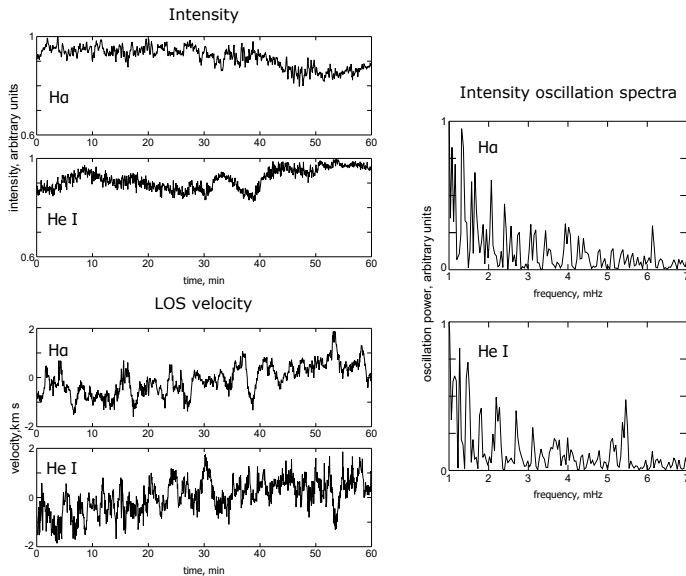 Intensity
intensity, arbitrary units
1
0.6
Hα
0 10 20 30 40 50 60
1
0.6
He I
0 10 20 30 40 50 60
time, min
LOS velocity
velocity,km s
2
0
-2
Hα
0 10 20 30 40 50 60
2
0
-2
He I
0 10 20 30 40 50 60
time, min
Intensity oscillation spectra
oscillation power, arbitrary units
1
0
Hα
1 2 3 4 5 6 7
frequency, mHz
1
0
He I
1 2 3 4 5 6 7
frequency, mHz